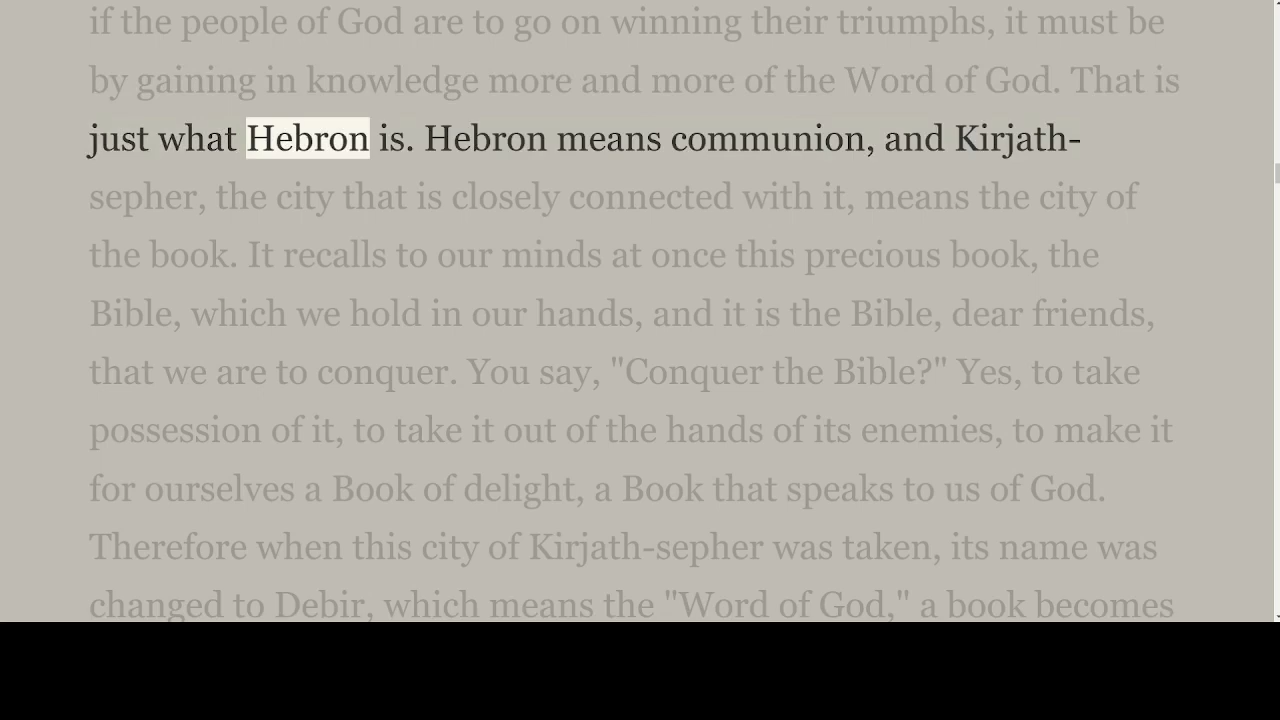 if the people of God are to go on winning their triumphs, it must be
by gaining in knowledge more and more of the Word of God. That is
just what Hebron is. Hebron means communion, and Kirjath-
sepher, the city that is closely connected with it, means the city of
the book. It recalls to our minds at once this precious book, the
Bible, which we hold in our hands, and it is the Bible, dear friends,
that we are to conquer. You say, "Conquer the Bible?" Yes, to take
possession of it, to take it out of the hands of its enemies, to make it
for ourselves a Book of delight, a Book that speaks to us of God.
Therefore when this city of Kirjath-sepher was taken, its name was
changed to Debir, which means the "Word of God," a book becomes